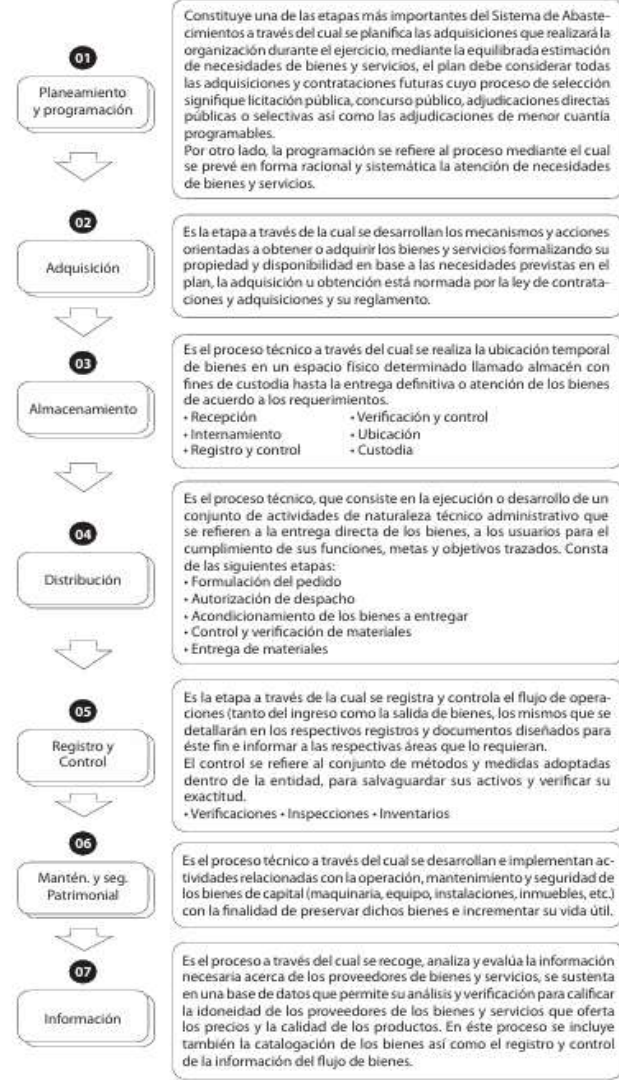 01
Planeamiento
y programación
Constituye una de las etapas más importantes del Sistema de Abaste-
cimientos a través del cual se planifica las adquisiciones que realizará la
organización durante el ejercicio, mediante la equilibrada estimación
de necesidades de bienes y servicios, el plan debe considerar todas
las adquisiciones y contrataciones futuras cuyo proceso de selección
signifique licitación pública, concurso público, adjudicaciones directas
públicas o selectivas así como las adjudicaciones de menor cuantía
programables.
Por otro lado, la programación se refiere al proceso mediante el cual
se prevé en forma racional y sistemática la atención de necesidades
de bienes y servicios.
02
Adquisición
Es la etapa a través de la cual se desarrollan los mecanismos y acciones
orientadas a obtener o adquirir los bienes y servicios formalizando su
propiedad y disponibilidad en base a las necesidades previstas en el
plan, la adquisición u obtención está normada por la ley de contrata-
ciones y adquisiciones y su reglamento.
03
Almacenamiento
Es el proceso técnico a través del cual se realiza la ubicación temporal
de bienes en un espacio físico determinado llamado almacén con
fines de custodia hasta la entrega definitiva o atención de los bienes
de acuerdo a los requerimientos.
• Recepción • Verificación y control
• Internamiento • Ubicación
• Registro y control • Custodia
04
Distribución
Es el proceso técnico, que consiste en la ejecución o desarrollo de un
conjunto de actividades de naturaleza técnico administrativo que
se refieren a la entrega directa de los bienes, a los usuarios para el
cumplimiento de sus funciones, metas y objetivos trazados. Consta
de las siguientes etapas:
• Formulación del pedido
• Autorización de despacho
• Acondicionamiento de los bienes a entregar
• Control y verificación de materiales
• Entrega de materiales
05
Registro y
Control
Es la etapa a través de la cual se registra y controla el flujo de opera-
ciones (tanto del ingreso como la salida de bienes, los mismos que se
detallarán en los respectivos registros y documentos diseñados para
éste fin e informar a las respectivas áreas que lo requieran.
El control se refiere al conjunto de métodos y medidas adoptadas
dentro de la entidad, para salvaguardar sus activos y verificar su
exactitud.
• Verificaciones • Inspecciones • Inventarios
06
Mantén. y seg.
Patrimonial
Es el proceso técnico a través del cual se desarrollan e implementan ac-
tividades relacionadas con la operación, mantenimiento y seguridad de
los bienes de capital (maquinaria, equipo, instalaciones, inmuebles, etc.)
con la finalidad de preservar dichos bienes e incrementar su vida útil.
07
Información
Es el proceso a través del cual se recoge, analiza y evalúa la información
necesaria acerca de los proveedores de bienes y servicios, se sustenta
en una base de datos que permite su análisis y verificación para calificar
la idoneidad de los proveedores de los bienes y servicios que oferta
los precios y la calidad de los productos. En éste proceso se incluye
también la catalogación de los bienes así como el registro y control
de la información del flujo de bienes.